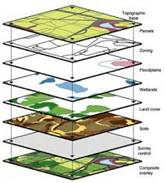 Topographic
base
Parcels
Zoning
Floodplains
Wetlands
Land cover
Soils
Survey
control
Composite
overlay